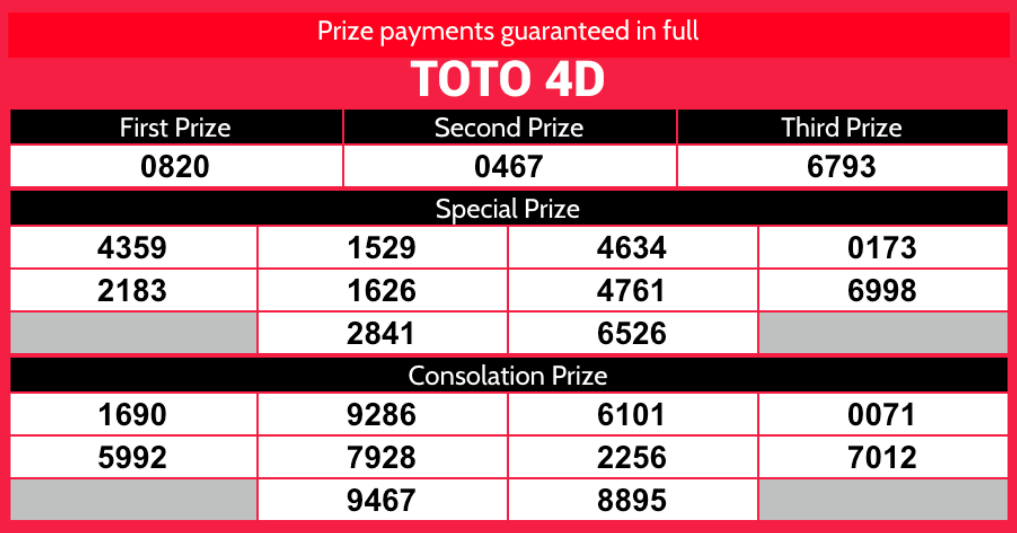 Prize payments guaranteed in full
TOTO 4D
First Prize Second Prize Third Prize
0820 0467 6793
Special Prize
4359 1529 4634 0173
2183 1626 4761 6998
2841 6526
Consolation Prize
1690 9286 6101 0071
5992 7928 2256 7012
9467 8895